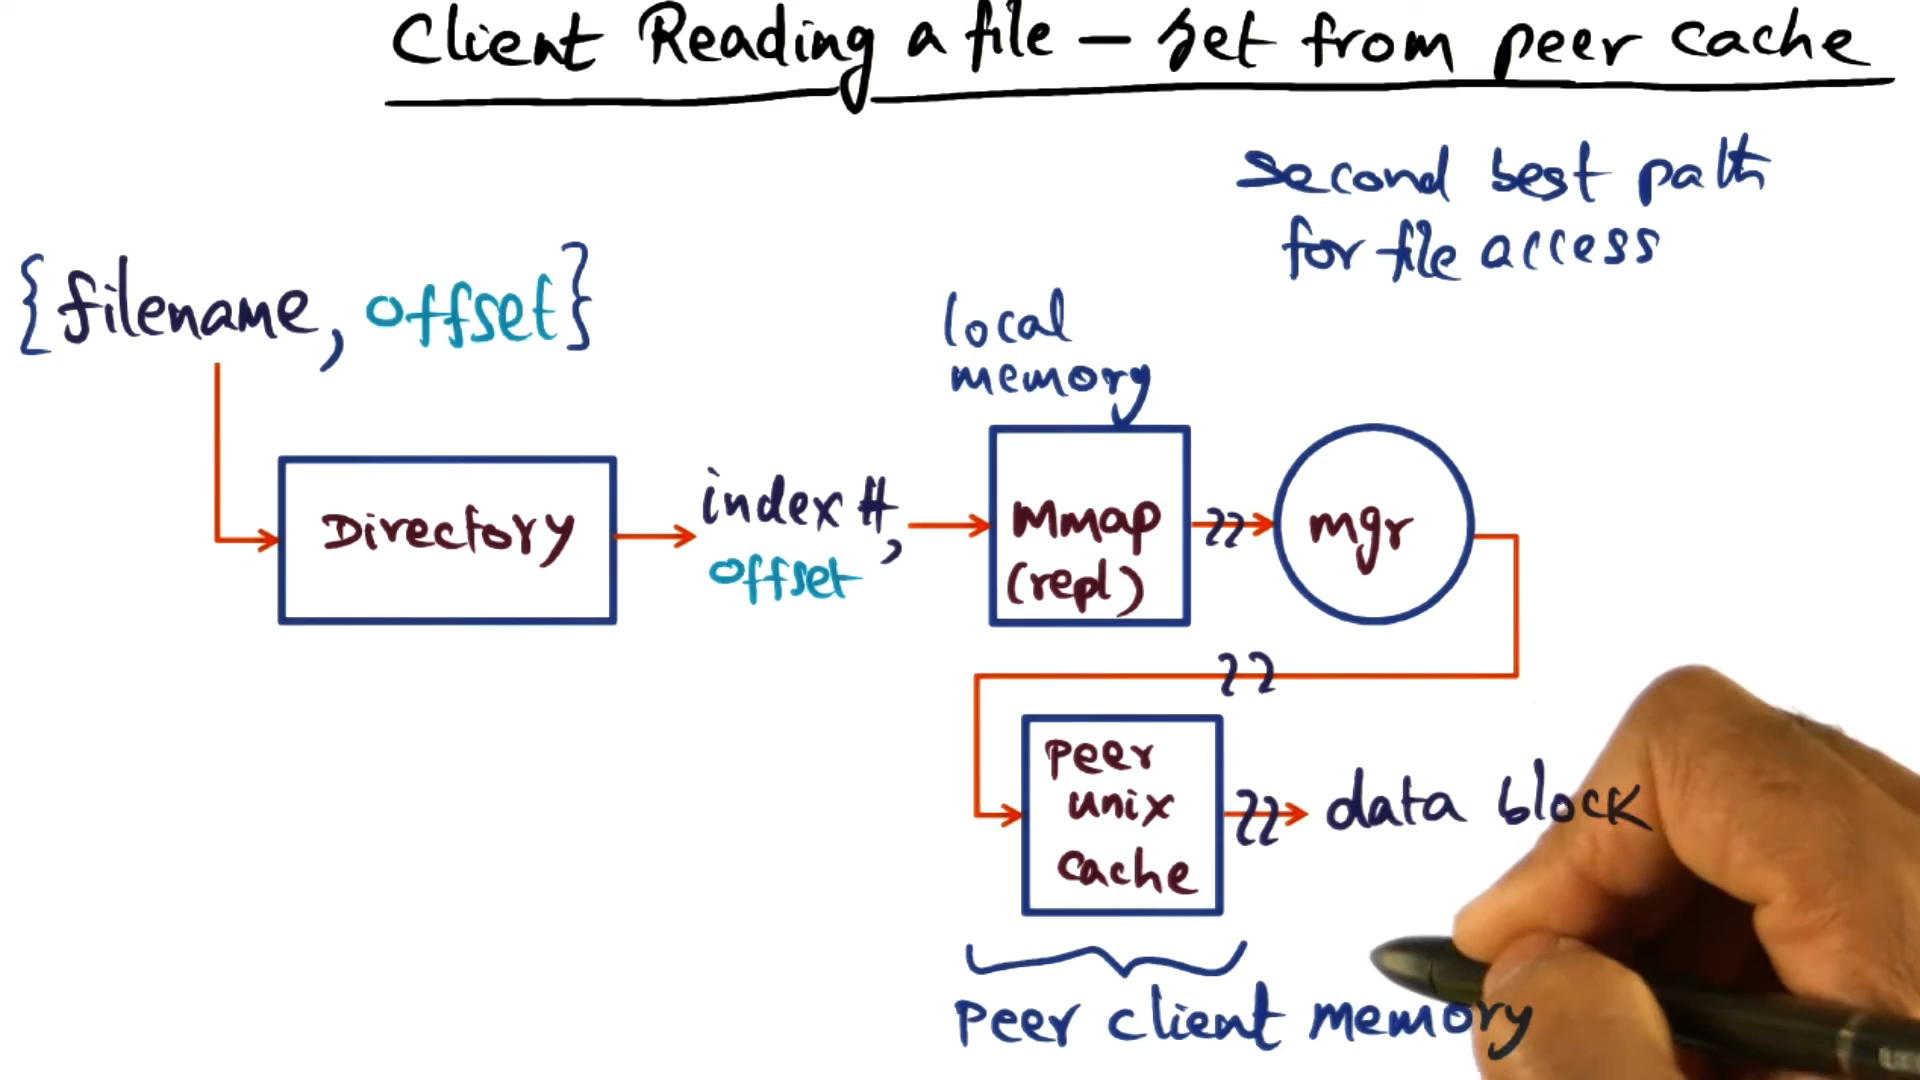 Client Reading a file – get from peer cache
second best path
for file access
{filename, offset}
local
memory
Directory
index #,
offset
Mmap
(repl)
mgr
peer
unix
cache
data block
peer client memory